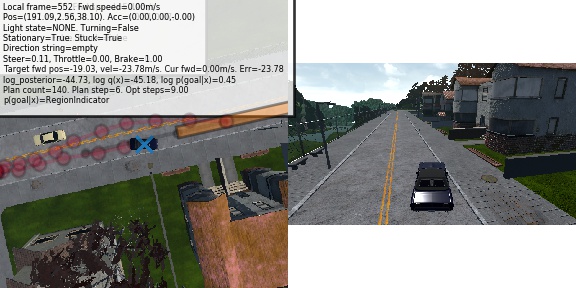 Local frame=552. Fwd speed=0.00m/s
Pos=(191.09,2.56,38.10). Acc=(0.00,0.00,-0.00)
Light state=NONE. Turning=False
Stationary=True. Stuck=True
Direction string=empty
Steer=0.11, Throttle=0.00, Brake=1.00
Target fwd pos=-19.03, vel=-23.78m/s. Cur fwd=0.00m/s. Err=-23.78
log_posterior=-44.73, log q(x)=-45.18, log p(goal|x)=0.45
Plan count=140. Plan step=6. Opt steps=9.00
p(goal|x)=RegionIndicator